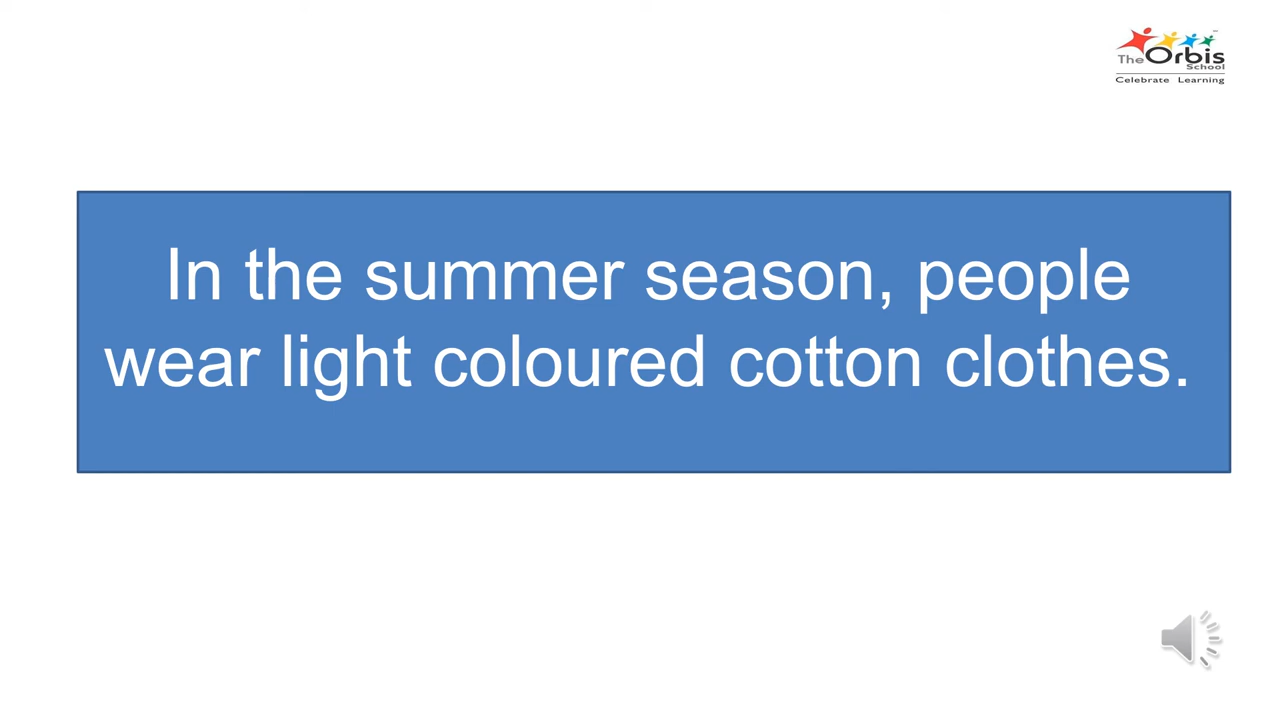 The Orbis
School
Celebrate Learning
In the summer season, people
wear light coloured cotton clothes.